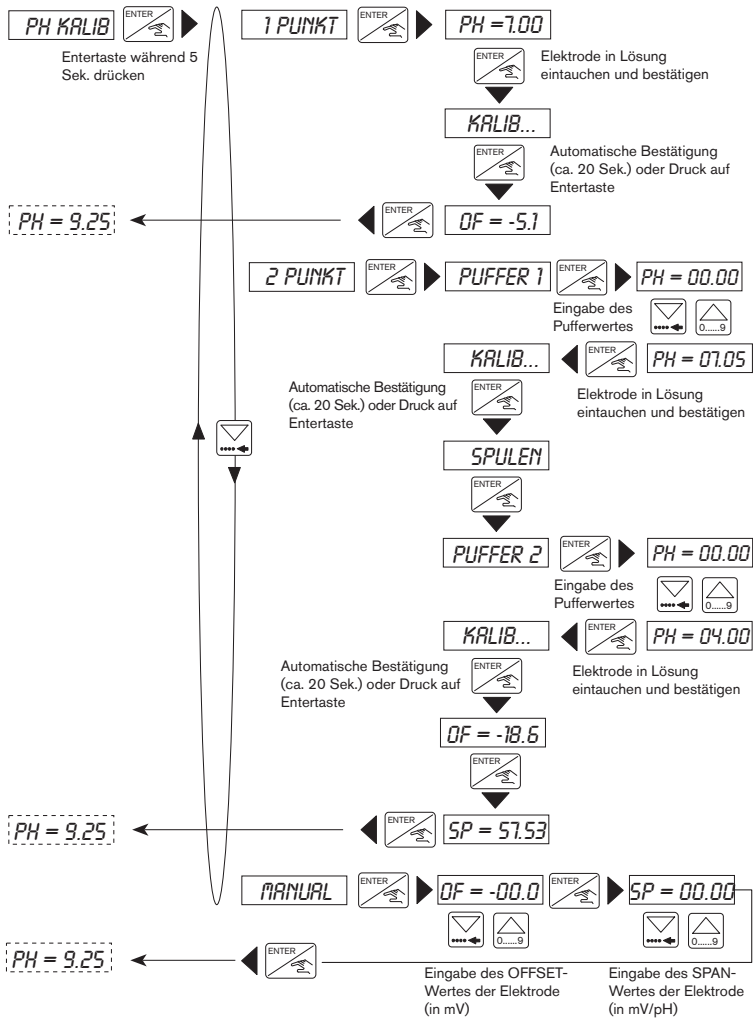 PH KALIB
ENTER
1 PUNKT
ENTER
PH =7.00
Entertaste während 5
Sek. drücken
ENTER
Elektrode in Lösung
eintauchen und bestätigen
KALIB...
ENTER
Automatische Bestätigung
(ca. 20 Sek.) oder Druck auf
Entertaste
PH = 9.25
ENTER
OF = -5.1
2 PUNKT
ENTER
PUFFER 1
ENTER
PH = 00.00
Eingabe des
Pufferwertes
0......9
KALIB...
ENTER
PH = 07.05
Automatische Bestätigung
(ca. 20 Sek.) oder Druck auf
Entertaste
ENTER
Elektrode in Lösung
eintauchen und bestätigen
SPULEN
ENTER
PUFFER 2
ENTER
PH = 00.00
Eingabe des
Pufferwertes
0......9
KALIB...
ENTER
PH = 04.00
Automatische Bestätigung
(ca. 20 Sek.) oder Druck auf
Entertaste
ENTER
Elektrode in Lösung
eintauchen und bestätigen
OF = -18.6
ENTER
PH = 9.25
ENTER
SP = 57.53
MANUAL
ENTER
OF = -00.0
ENTER
SP = 00.00
0......9
0......9
PH = 9.25
ENTER
Eingabe des OFFSET-
Wertes der Elektrode
(in mV)
Eingabe des SPAN-
Wertes der Elektrode
(in mV/pH)